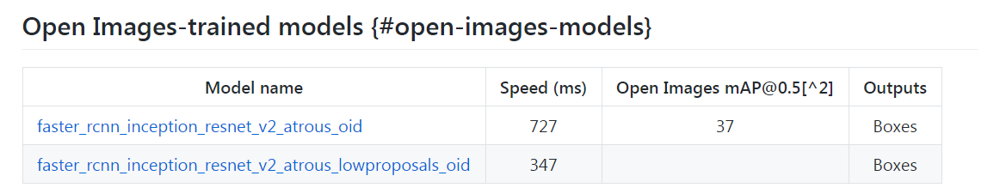 Open Images-trained models {#open-images-models}
Model name Speed (ms) Open Images mAP@0.5[^2] Outputs
faster_rcnn_inception_resnet_v2_atrous_oid 727 37 Boxes
faster_rcnn_inception_resnet_v2_atrous_lowproposals_oid 347 Boxes